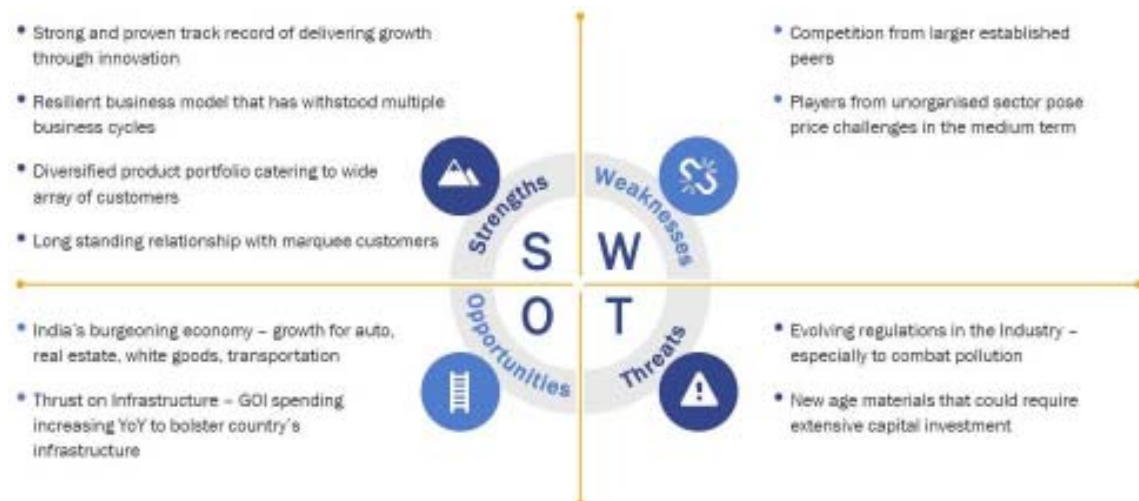 • Strong and proven track record of delivering growth
through innovation
• Resilient business model that has withstood multiple
business cycles
• Diversified product portfolio catering to wide
array of customers
• Long standing relationship with marquee customers
• Competition from larger established
peers
• Players from unorganised sector pose
price challenges in the medium term
Strengths
Weaknesses
S W
O T
Opportunities
Threats
• India's burgeoning economy – growth for auto,
real estate, white goods, transportation
• Thrust on Infrastructure – GOI spending
increasing YoY to bolster country's
infrastructure
• Evolving regulations in the Industry –
especially to combat pollution
• New age materials that could require
extensive capital investment